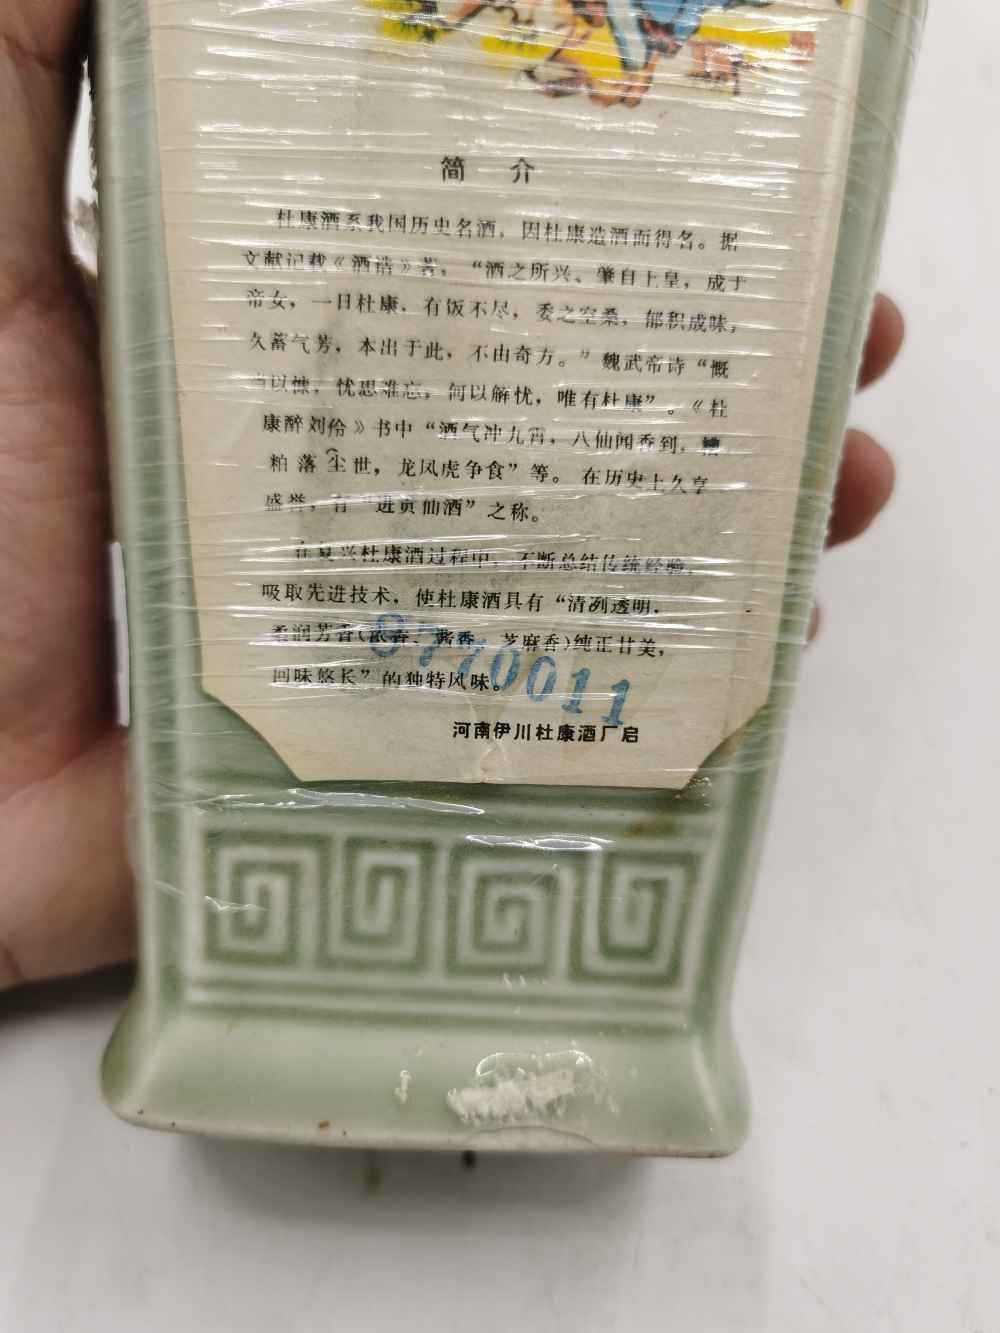 简 介
杜康酒系我国历史名酒，因杜康造酒而得名。据
文献记载《酒诰》著：“酒之所兴、肇自上皇，成于
帝女，一日杜康．有饭不尽，委之空桑，郁积成味，
久蓄气芳，本出于此，不由奇方。”魏武帝诗“慨
当以慷，忧思难忘，何以解忧，唯有杜康”。《杜
康醉刘伶》书中“酒气冲九霄，八仙闻香到，糟
粕落尘世，龙凤虎争食”等。在历史上久享
盛誉，有“进贡仙酒”之称。
在复兴杜康酒过程中，不断总结传统经验，
吸取先进技术，使杜康酒具有“清冽透明，
柔润芳香(浓香、酱香、芝麻香)纯正甘美，
回味悠长”的独特风味。
8770011
河南伊川杜康酒厂启